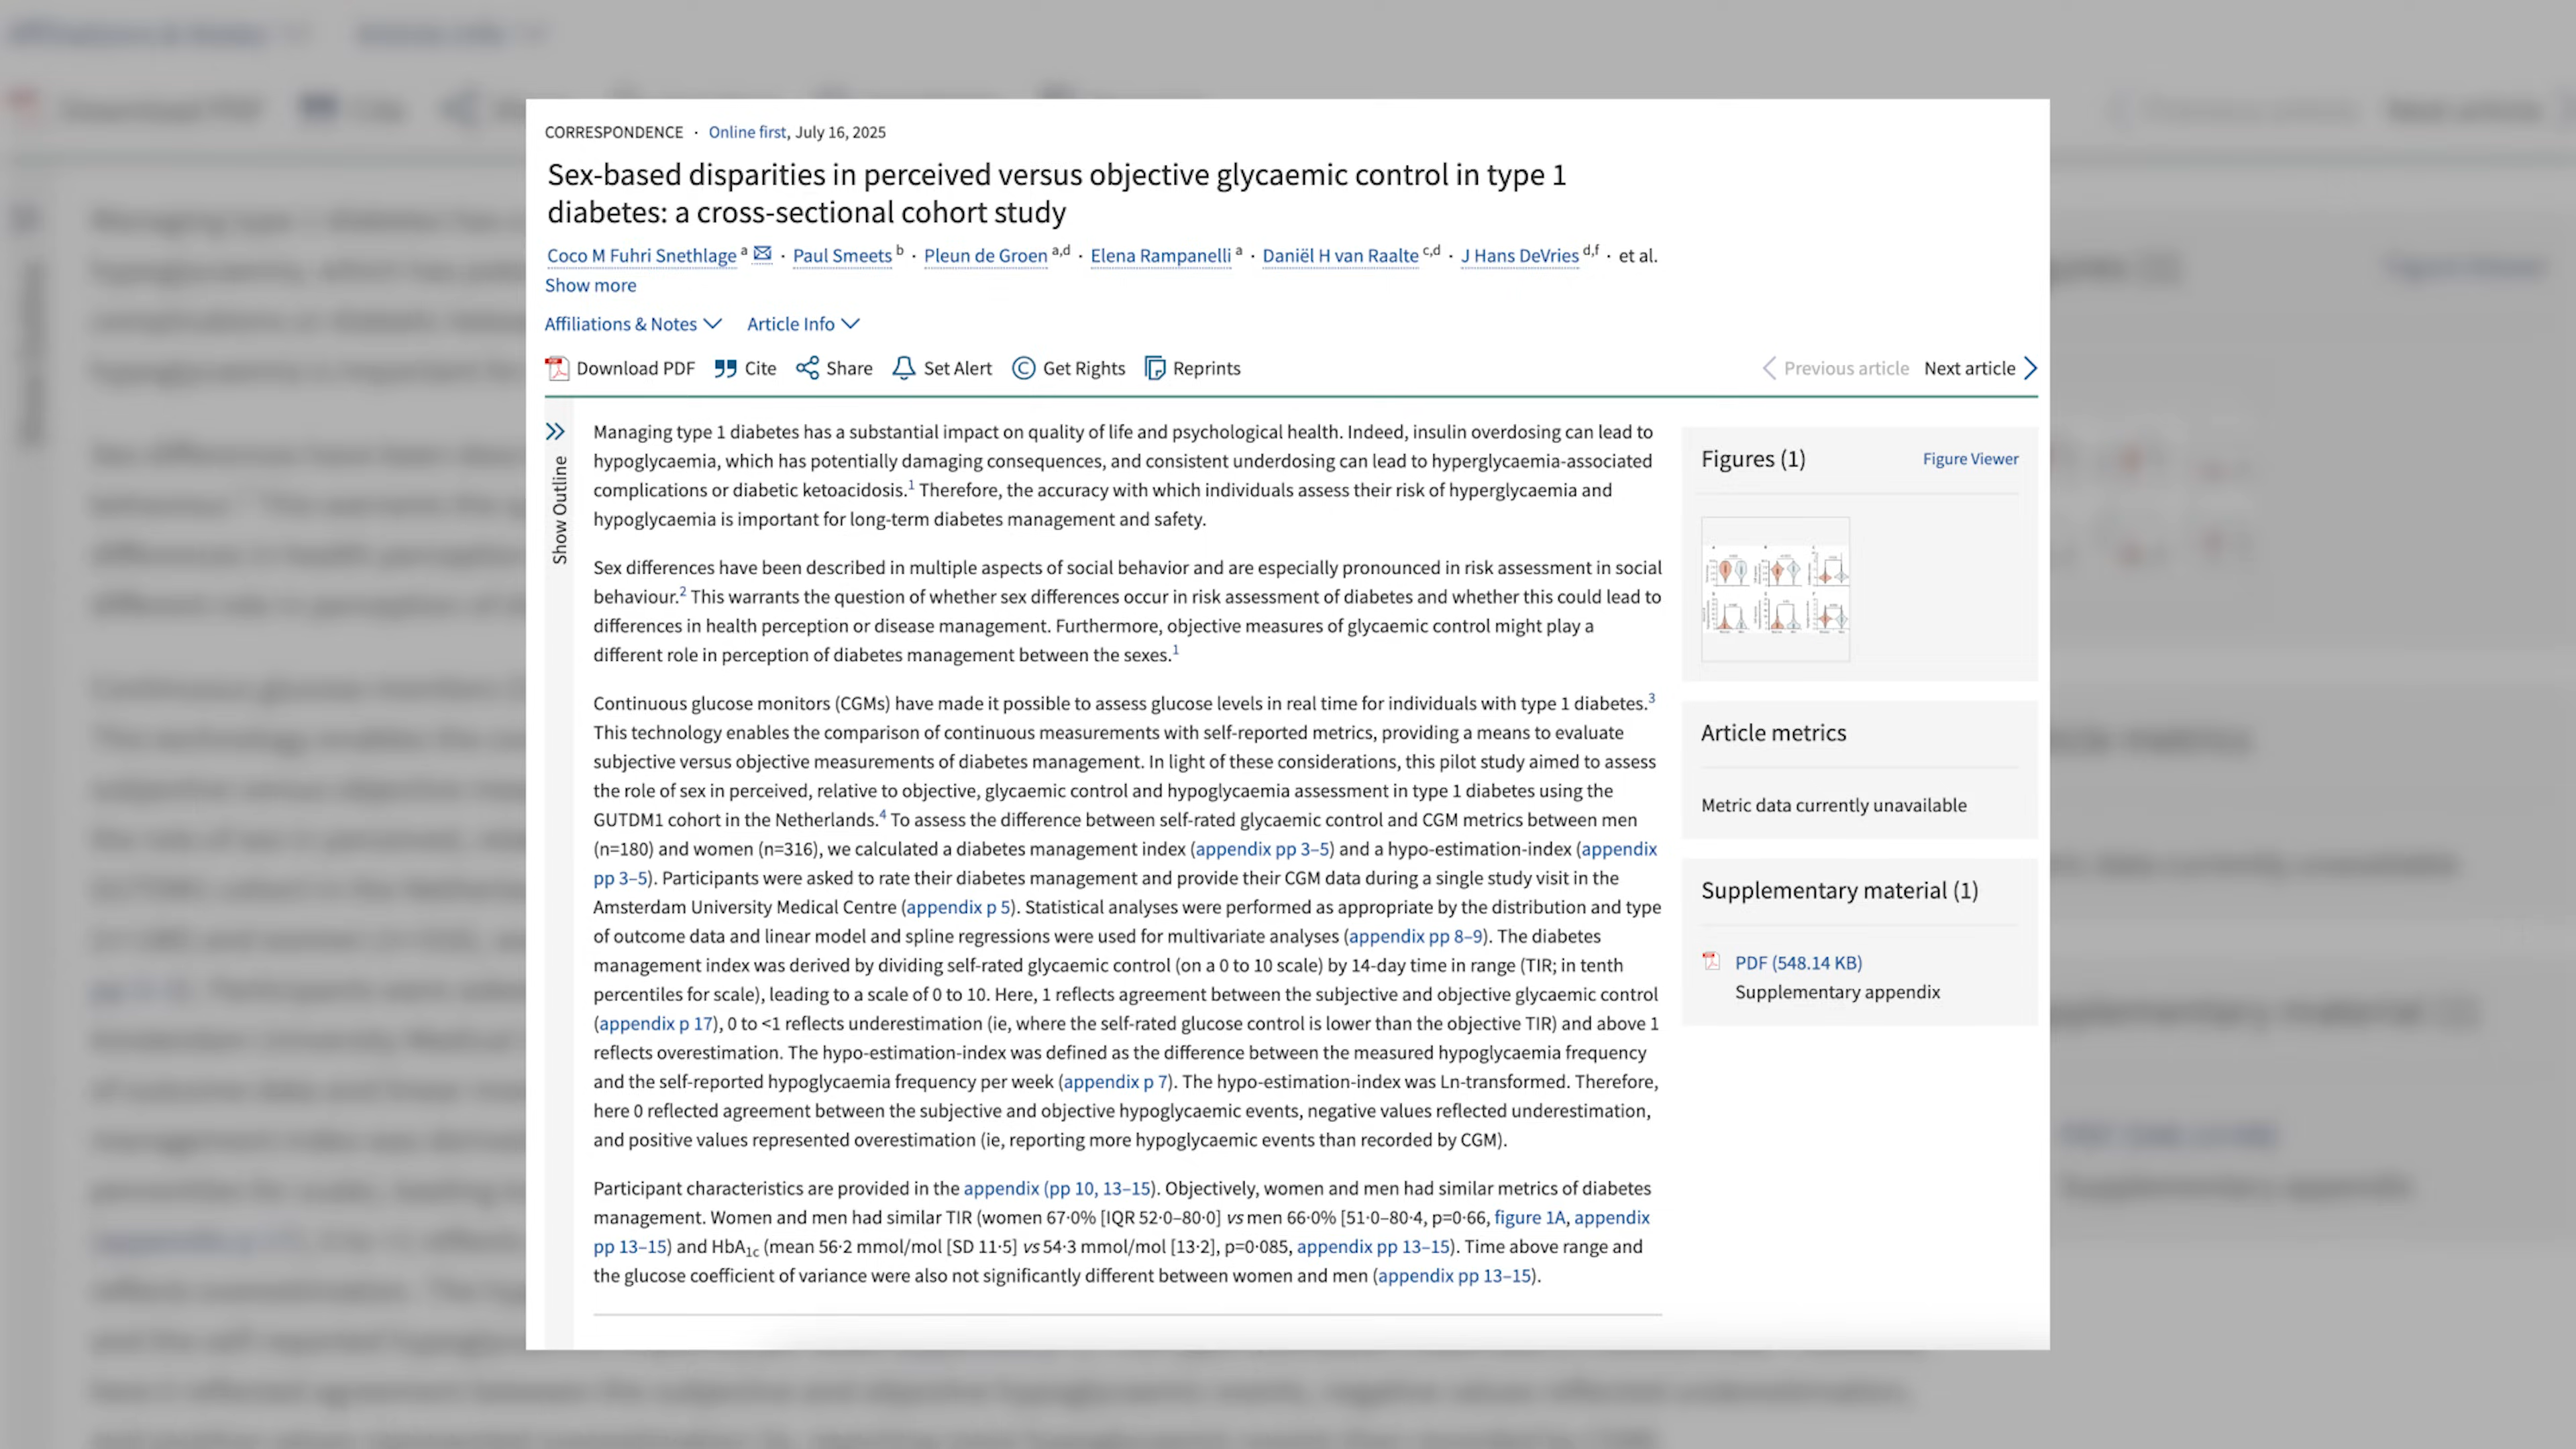 CORRESPONDENCE · Online first, July 16, 2025
Sex-based disparities in perceived versus objective glycaemic control in type 1
diabetes: a cross-sectional cohort study
Coco M Fuhri Snethlage a · Paul Smeets b · Pleun de Groen a,d · Elena Rampanelli a · Daniël H van Raalte c,d · J Hans DeVries d,f · et al.
Show more
Affiliations & Notes Article Info
Download PDF Cite Share Set Alert Get Rights Reprints Previous article Next article
Show Outline
Managing type 1 diabetes has a substantial impact on quality of life and psychological health. Indeed, insulin overdosing can lead to
hypoglycaemia, which has potentially damaging consequences, and consistent underdosing can lead to hyperglycaemia-associated
complications or diabetic ketoacidosis.1 Therefore, the accuracy with which individuals assess their risk of hyperglycaemia and
hypoglycaemia is important for long-term diabetes management and safety.
Sex differences have been described in multiple aspects of social behavior and are especially pronounced in risk assessment in social
behaviour.2 This warrants the question of whether sex differences occur in risk assessment of diabetes and whether this could lead to
differences in health perception or disease management. Furthermore, objective measures of glycaemic control might play a
different role in perception of diabetes management between the sexes.1
Continuous glucose monitors (CGMs) have made it possible to assess glucose levels in real time for individuals with type 1 diabetes.3
This technology enables the comparison of continuous measurements with self-reported metrics, providing a means to evaluate
subjective versus objective measurements of diabetes management. In light of these considerations, this pilot study aimed to assess
the role of sex in perceived, relative to objective, glycaemic control and hypoglycaemia assessment in type 1 diabetes using the
GUTDM1 cohort in the Netherlands.4 To assess the difference between self-rated glycaemic control and CGM metrics between men
(n=180) and women (n=316), we calculated a diabetes management index (appendix pp 3–5) and a hypo-estimation-index (appendix
pp 3–5). Participants were asked to rate their diabetes management and provide their CGM data during a single study visit in the
Amsterdam University Medical Centre (appendix p 5). Statistical analyses were performed as appropriate by the distribution and type
of outcome data and linear model and spline regressions were used for multivariate analyses (appendix pp 8–9). The diabetes
management index was derived by dividing self-rated glycaemic control (on a 0 to 10 scale) by 14-day time in range (TIR; in tenth
percentiles for scale), leading to a scale of 0 to 10. Here, 1 reflects agreement between the subjective and objective glycaemic control
(appendix p 17), 0 to <1 reflects underestimation (ie, where the self-rated glucose control is lower than the objective TIR) and above 1
reflects overestimation. The hypo-estimation-index was defined as the difference between the measured hypoglycaemia frequency
and the self-reported hypoglycaemia frequency per week (appendix p 7). The hypo-estimation-index was Ln-transformed. Therefore,
here 0 reflected agreement between the subjective and objective hypoglycaemic events, negative values reflected underestimation,
and positive values represented overestimation (ie, reporting more hypoglycaemic events than recorded by CGM).
Participant characteristics are provided in the appendix (pp 10, 13–15). Objectively, women and men had similar metrics of diabetes
management. Women and men had similar TIR (women 67·0% [IQR 52·0–80·0] vs men 66·0% [51·0–80·4, p=0·66, figure 1A, appendix
pp 13–15) and HbA1c (mean 56·2 mmol/mol [SD 11·5] vs 54·3 mmol/mol [13·2], p=0·085, appendix pp 13–15). Time above range and
the glucose coefficient of variance were also not significantly different between women and men (appendix pp 13–15).
Figures (1) Figure Viewer
Article metrics
Metric data currently unavailable
Supplementary material (1)
PDF (548.14 KB)
Supplementary appendix